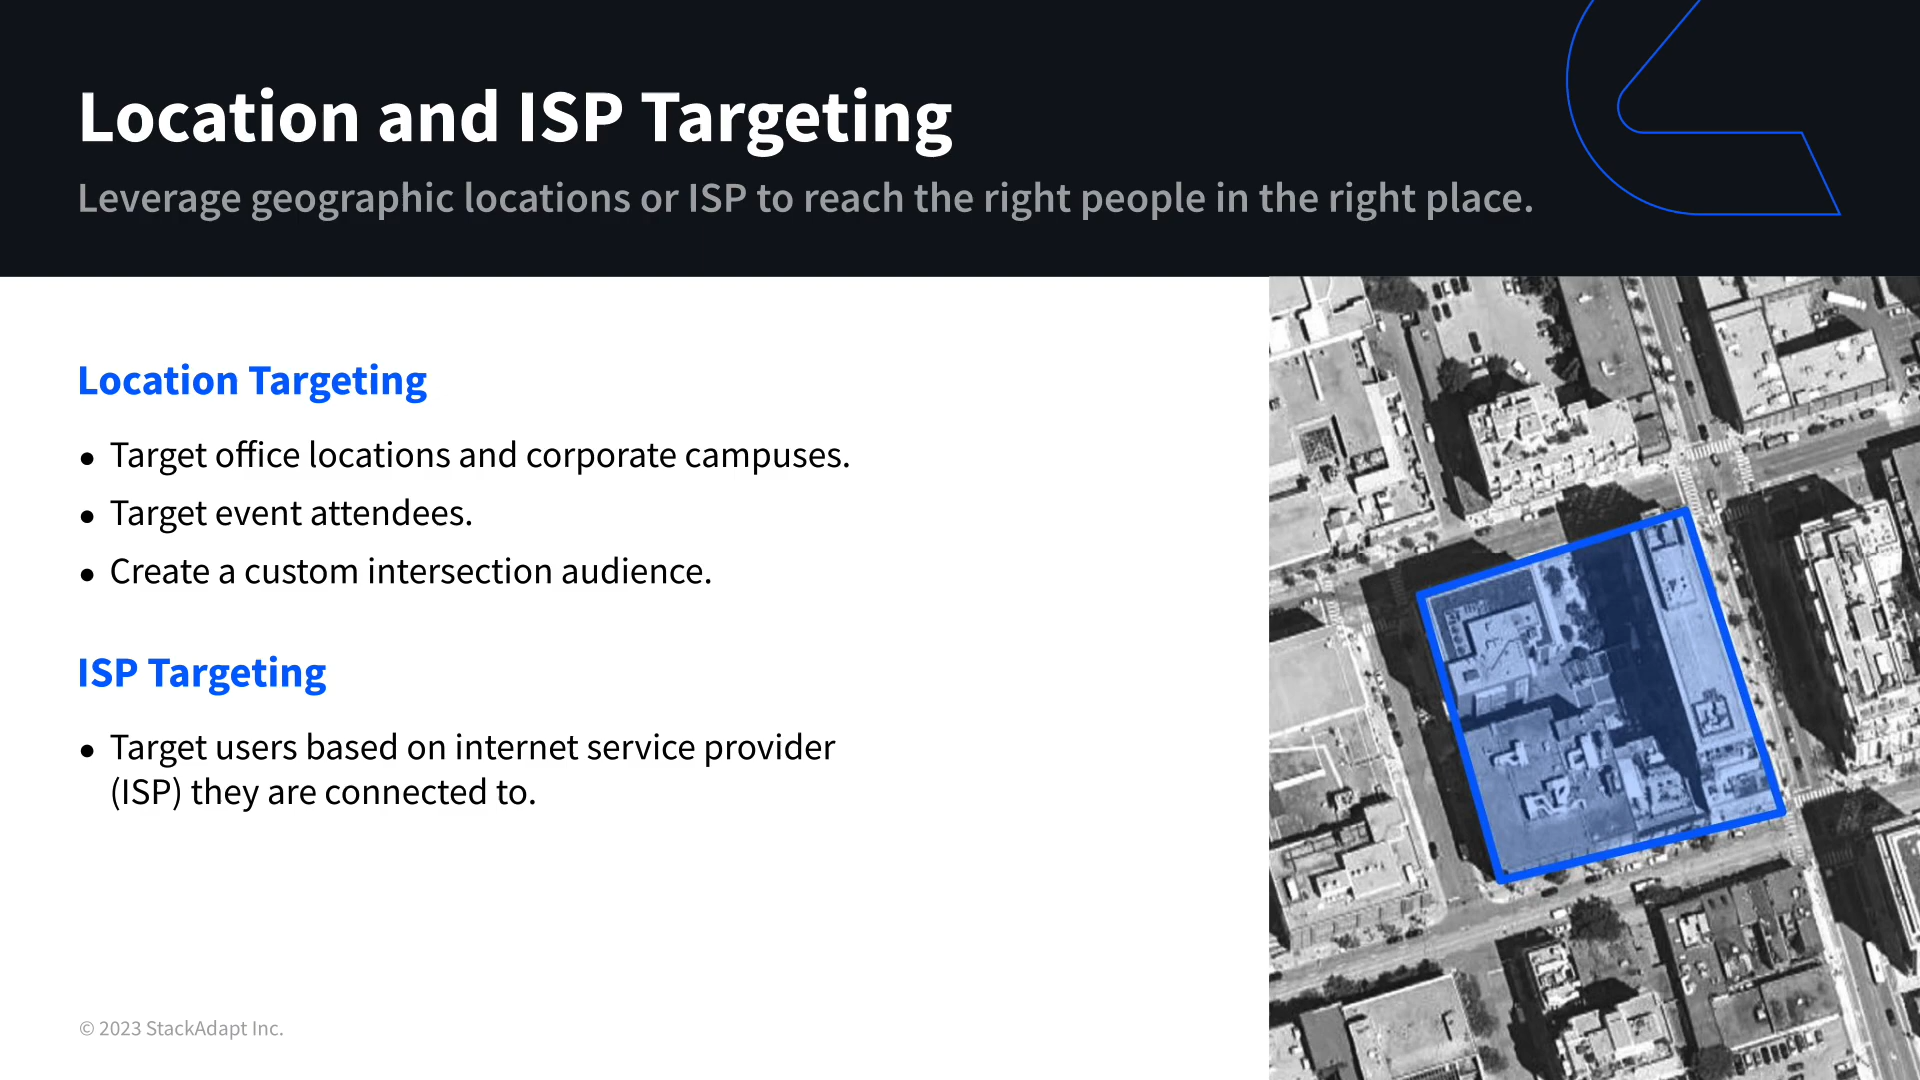 Location and ISP Targeting
Leverage geographic locations or ISP to reach the right people in the right place.
Location Targeting
• Target office locations and corporate campuses.
• Target event attendees.
• Create a custom intersection audience.
ISP Targeting
• Target users based on internet service provider
(ISP) they are connected to.
© 2023 StackAdapt Inc.